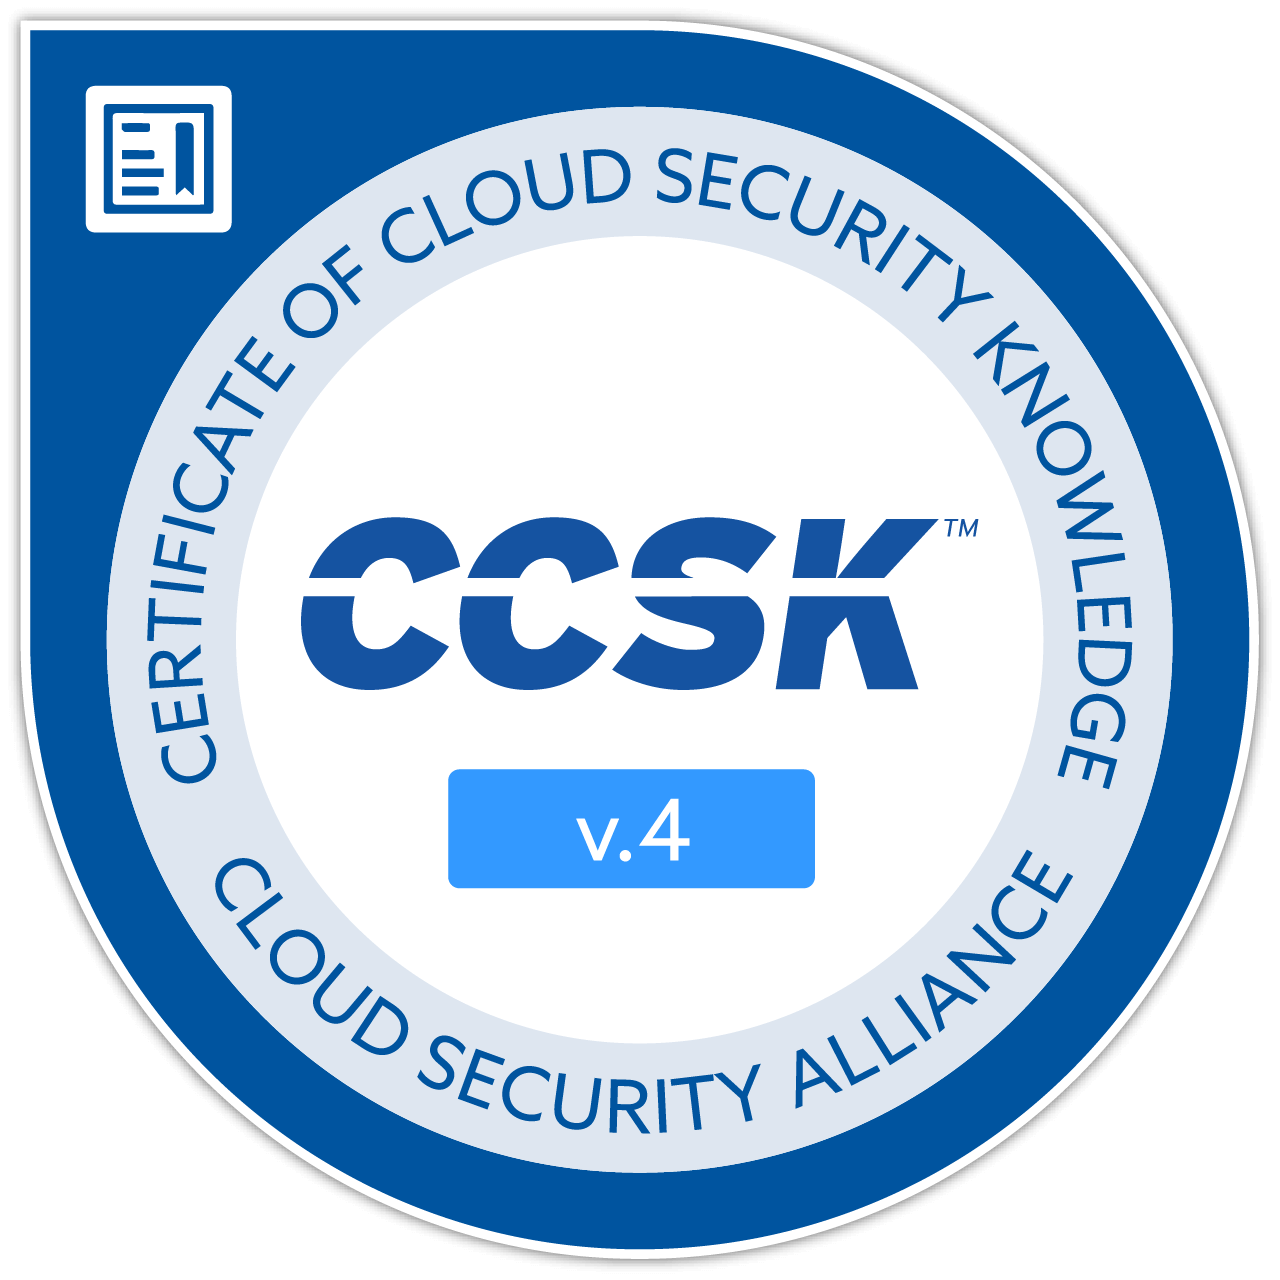 CERTIFICATE OF CLOUD SECURITY KNOWLEDGE
CCSK™
v.4
CLOUD SECURITY ALLIANCE